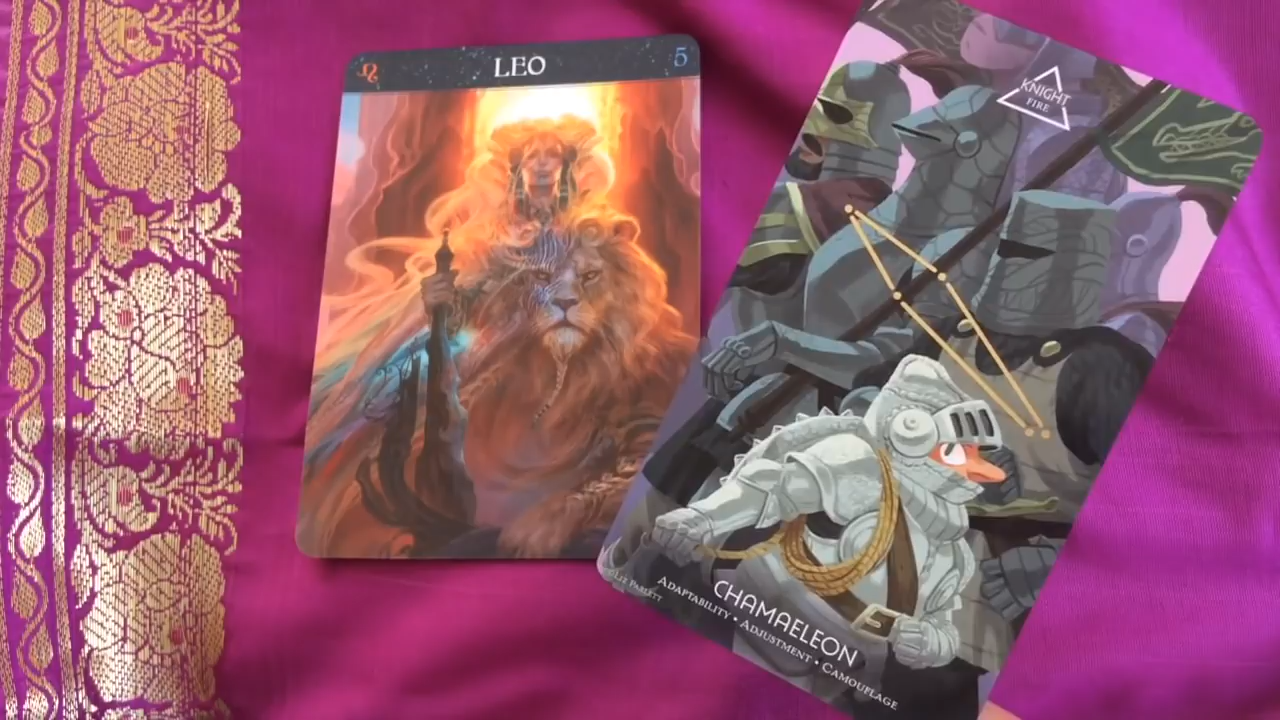 ♌ LEO 5
KNIGHT
FIRE
CHAMAELEON
ADAPTABILITY • ADJUSTMENT • CAMOUFLAGE